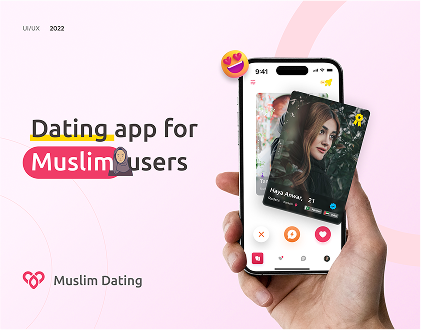 UI/UX 2022
Dating app for
Muslim users
Muslim Dating
9:41
Haya Anwar, 21